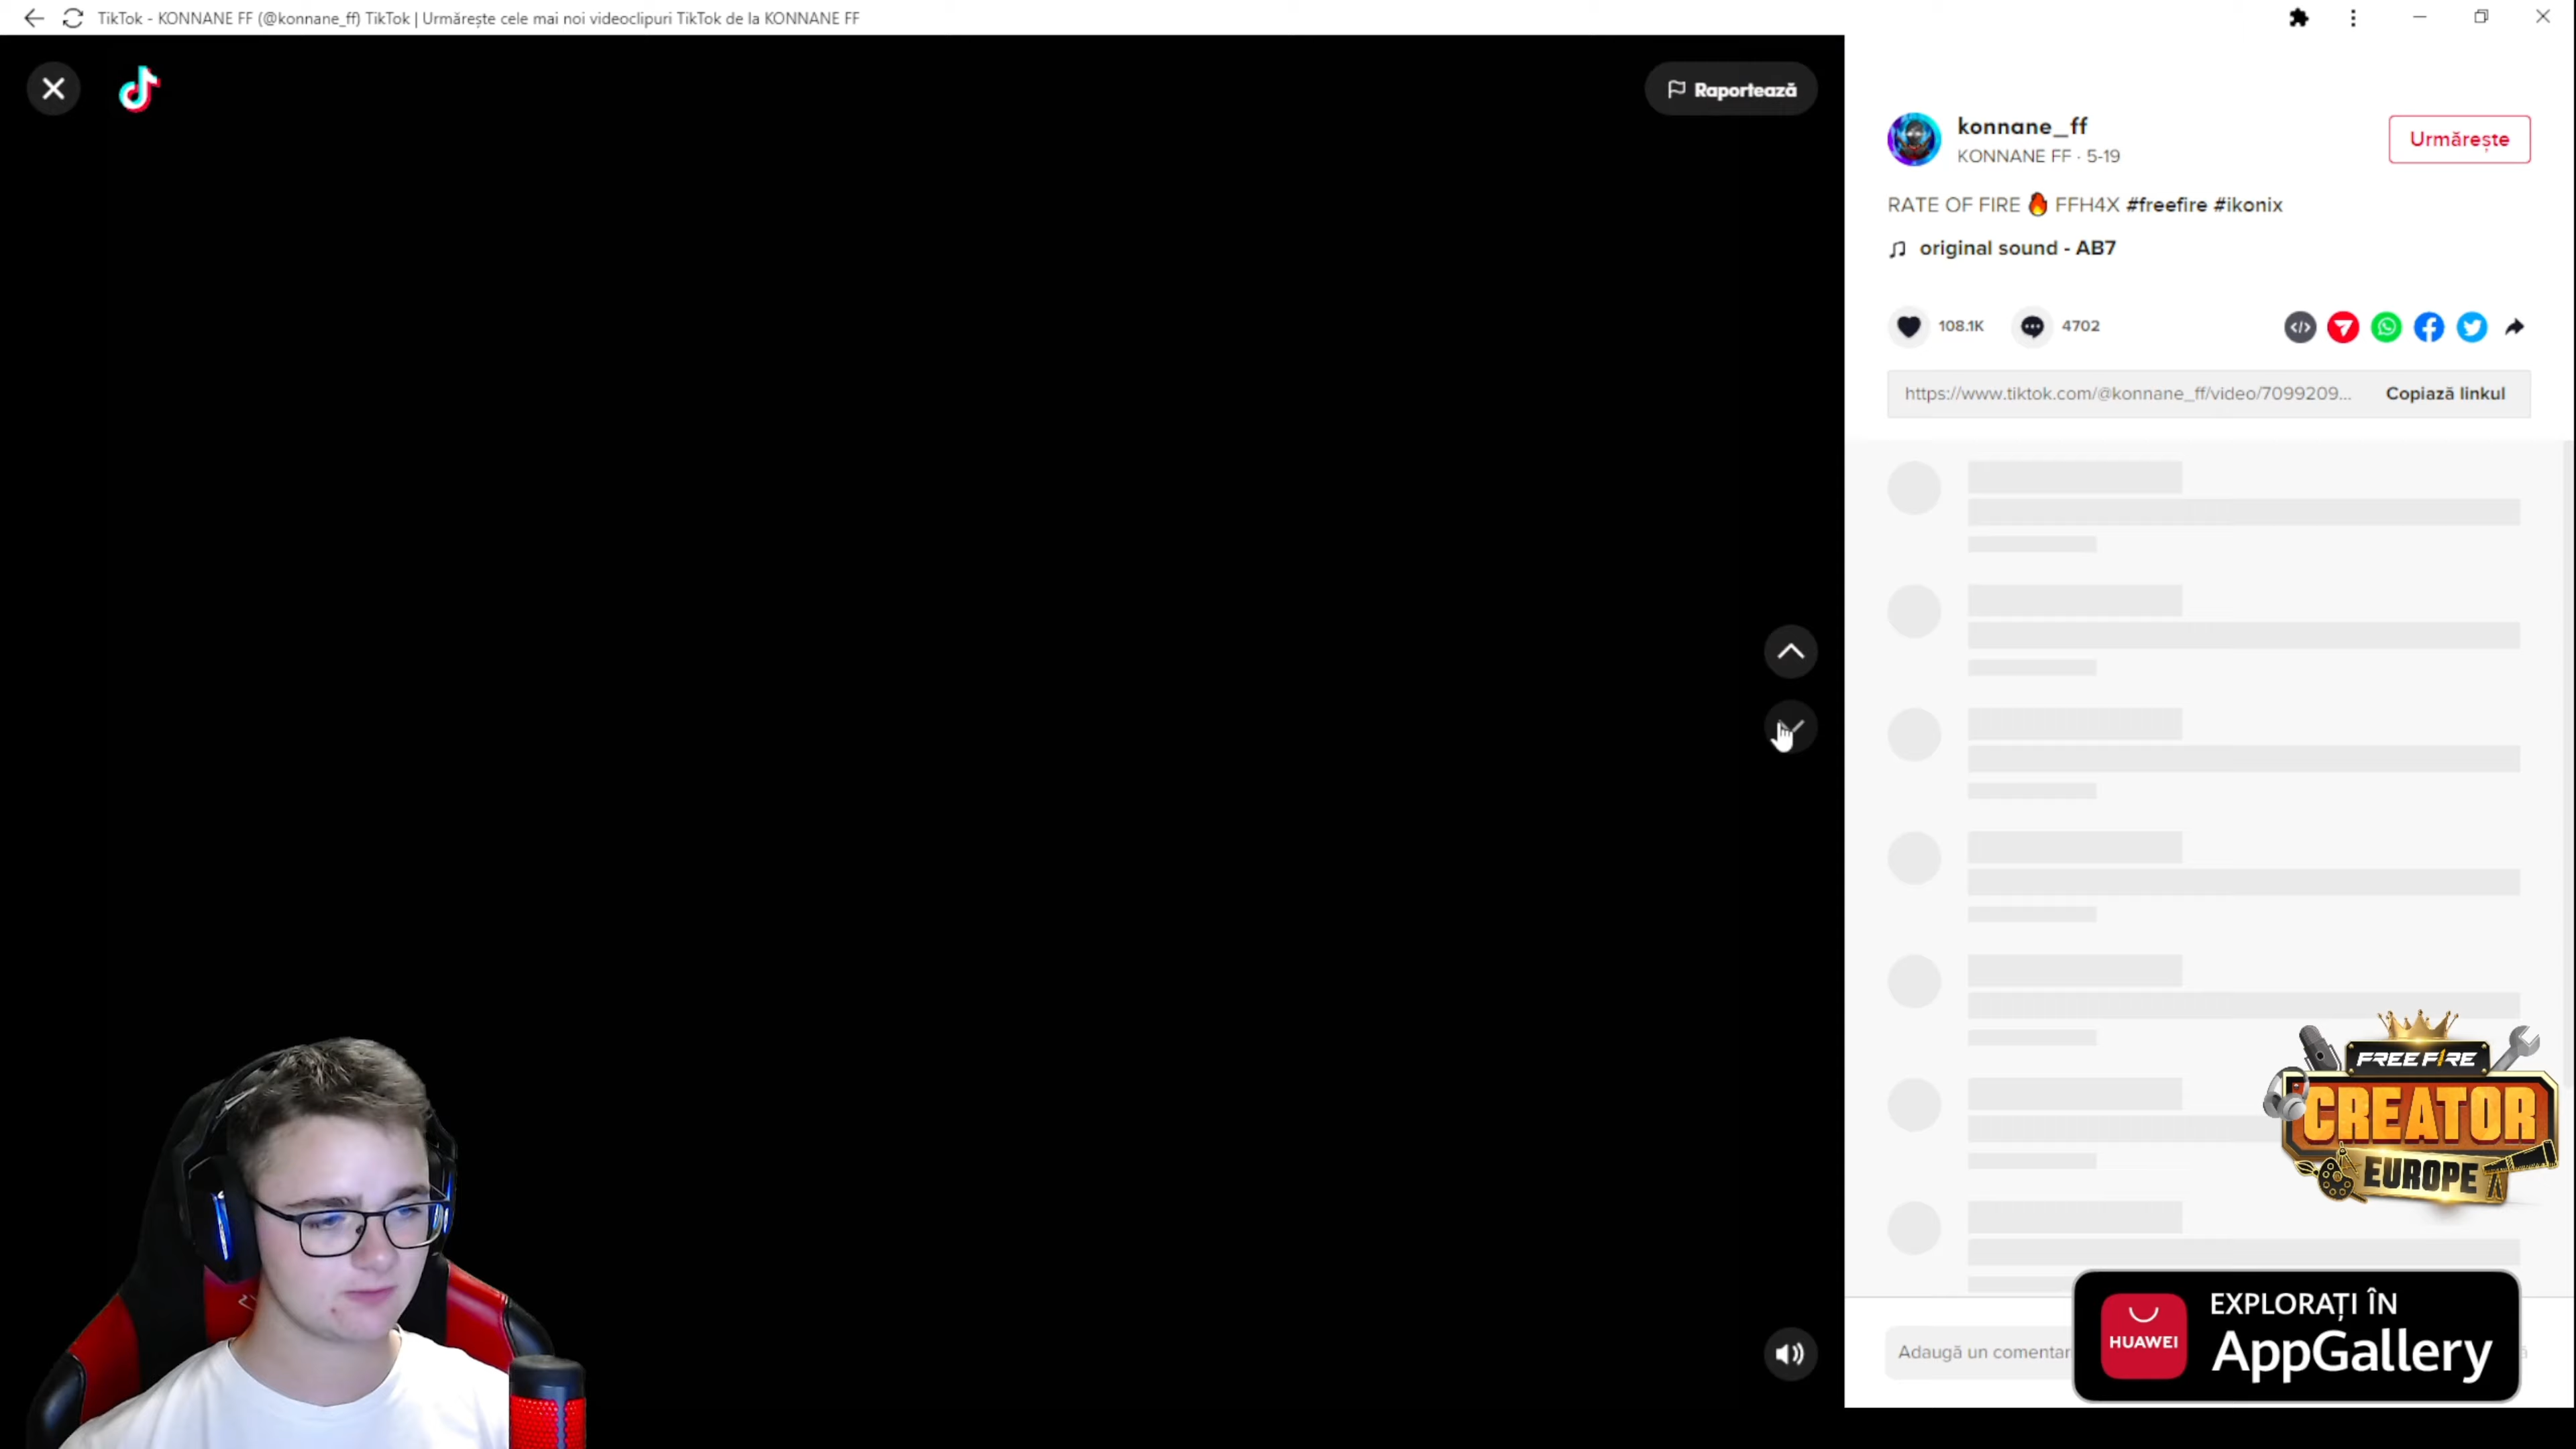 TikTok - KONNANE FF (@konnane_ff) TikTok | Urmărește cele mai noi videoclipuri TikTok de la KONNANE FF
Raportează
konnane_ff
KONNANE FF · 5-19
Urmărește
RATE OF FIRE 🔥 FFH4X #freefire #ikonix
original sound - AB7
108.1K
4702
https://www.tiktok.com/@konnane_ff/video/7099209...
Copiază linkul
FREE FIRE
CREATOR
EUROPE
Adaugă un comentar
HUAWEI
EXPLORAȚI ÎN
AppGallery